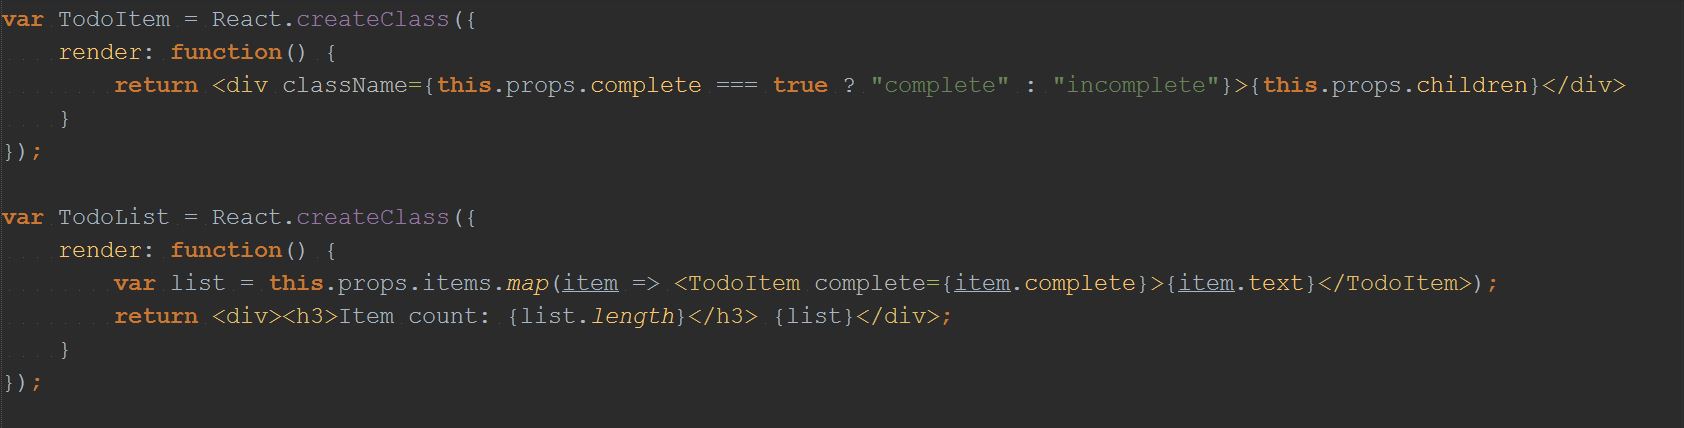 var TodoItem = React.createClass({
    render: function() {
        return <div className={this.props.complete === true ? "complete" : "incomplete"}>{this.props.children}</div>
    }
});

var TodoList = React.createClass({
    render: function() {
        var list = this.props.items.map(item => <TodoItem complete={item.complete}>{item.text}</TodoItem>);
        return <div><h3>Item count: {list.length}</h3> {list}</div>;
    }
});